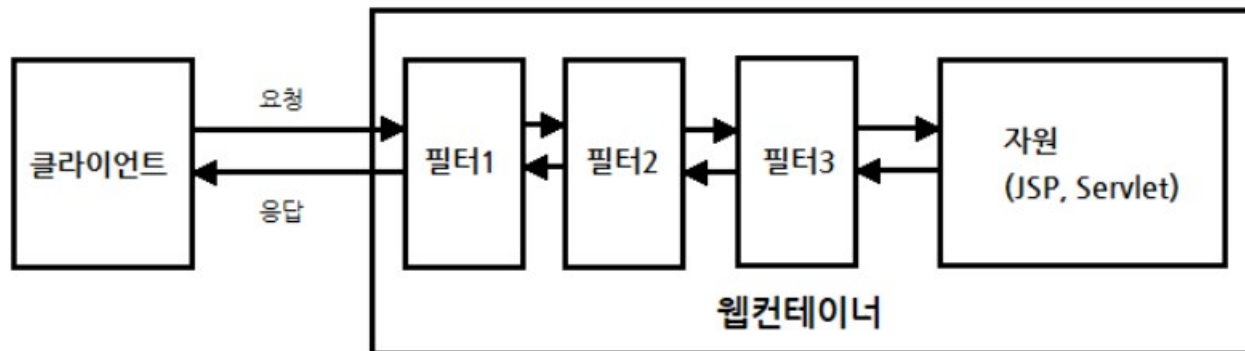 요청
클라이언트
필터1
필터2
필터3
자원
(JSP, Servlet)
응답
웹컨테이너